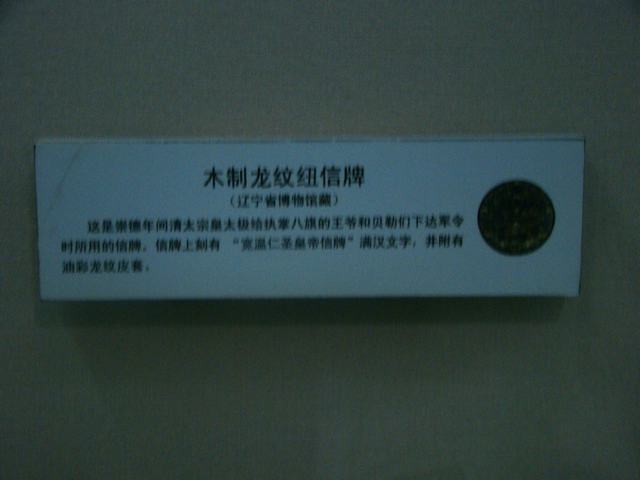 木制龙纹纽信牌
（辽宁省博物馆藏）
这是崇德年间清太宗皇太极给执掌八旗的王爷和贝勒们下达军令
时所用的信牌。信牌上刻有“宽温仁圣皇帝信牌”满汉文字，并附有
油彩龙纹皮套。